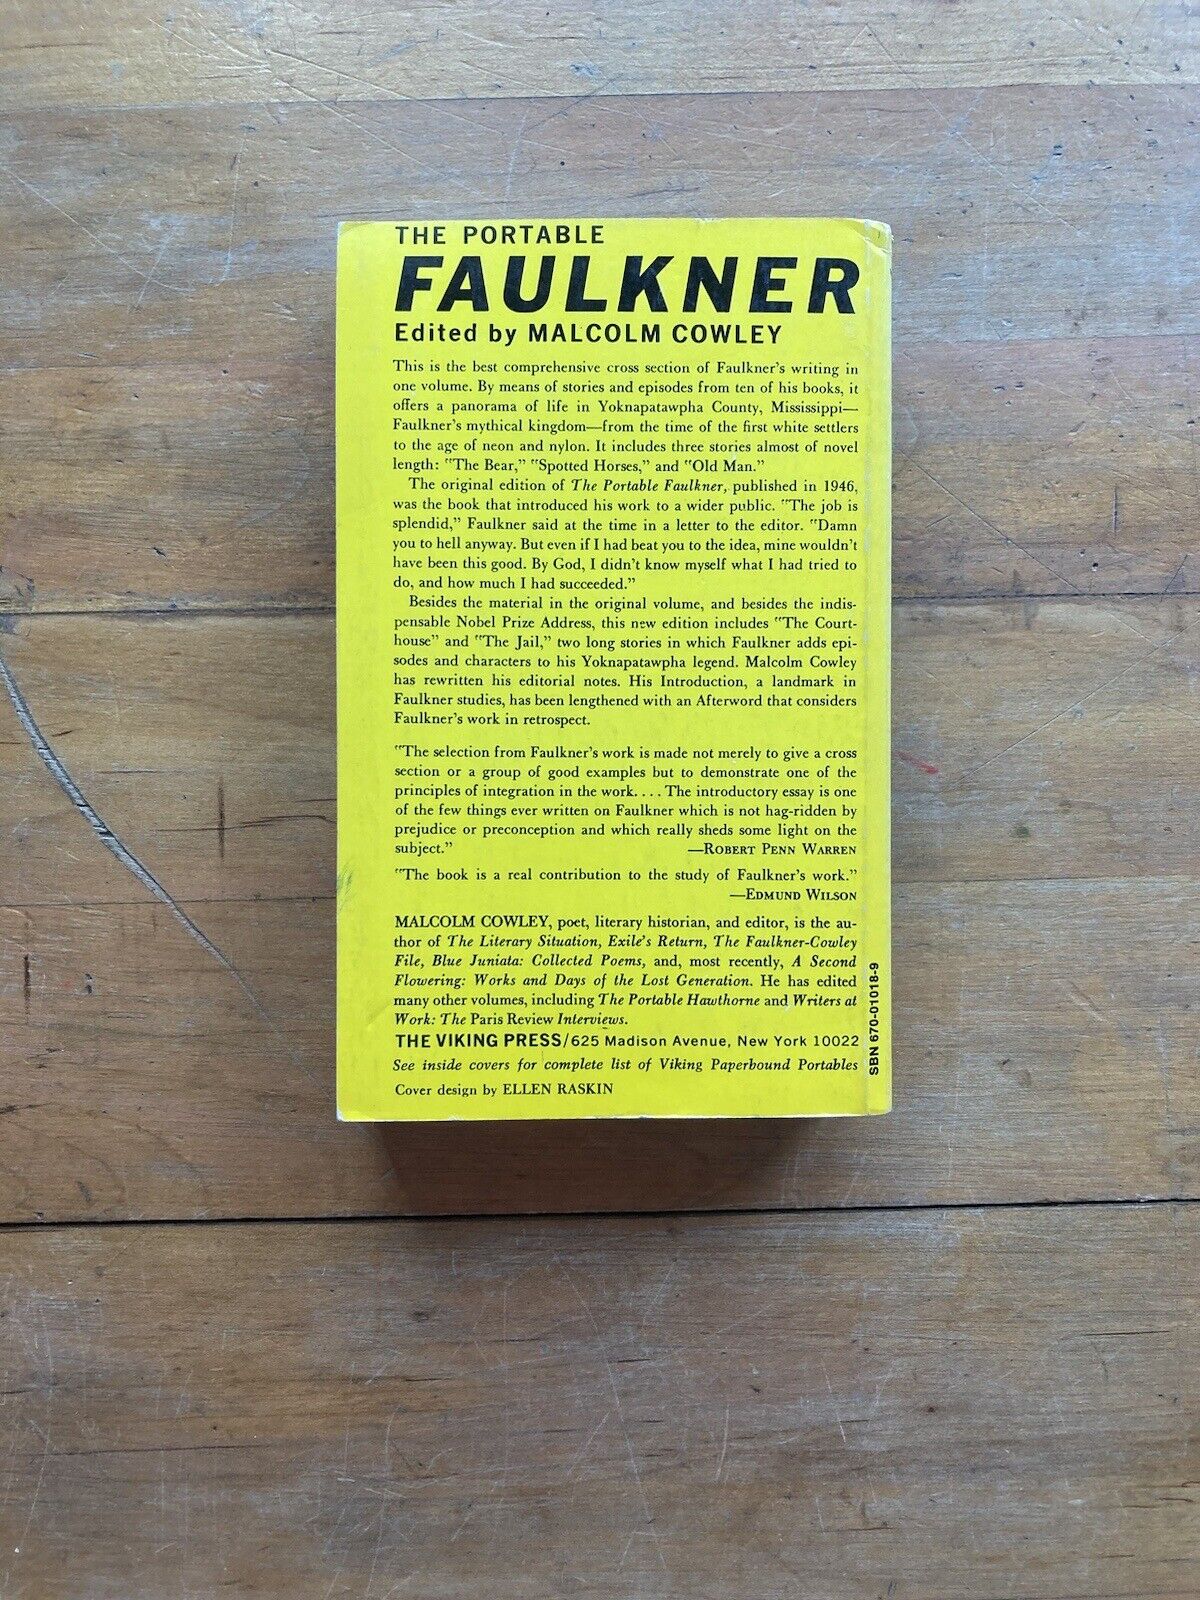 THE PORTABLE
FAULKNER
Edited by MALCOLM COWLEY
This is the best comprehensive cross section of Faulkner's writing in
one volume. By means of stories and episodes from ten of his books, it
offers a panorama of life in Yoknapatawpha County, Mississippi—
Faulkner's mythical kingdom—from the time of the first white settlers
to the age of neon and nylon. It includes three stories almost of novel
length: "The Bear," "Spotted Horses," and "Old Man."
The original edition of The Portable Faulkner, published in 1946,
was the book that introduced his work to a wider public. "The job is
splendid," Faulkner said at the time in a letter to the editor. "Damn
you to hell anyway. But even if I had beat you to the idea, mine wouldn't
have been this good. By God, I didn't know myself what I had tried to
do, and how much I had succeeded."
Besides the material in the original volume, and besides the indis-
pensable Nobel Prize Address, this new edition includes "The Court-
house" and "The Jail," two long stories in which Faulkner adds epi-
sodes and characters to his Yoknapatawpha legend. Malcolm Cowley
has rewritten his editorial notes. His Introduction, a landmark in
Faulkner studies, has been lengthened with an Afterword that considers
Faulkner's work in retrospect.
"The selection from Faulkner's work is made not merely to give a cross
section or a group of good examples but to demonstrate one of the
principles of integration in the work. . . . The introductory essay is one
of the few things ever written on Faulkner which is not hag-ridden by
prejudice or preconception and which really sheds some light on the
subject." —ROBERT PENN WARREN
"The book is a real contribution to the study of Faulkner's work."
—EDMUND WILSON
MALCOLM COWLEY, poet, literary historian, and editor, is the au-
thor of The Literary Situation, Exile's Return, The Faulkner-Cowley
File, Blue Juniata: Collected Poems, and, most recently, A Second
Flowering: Works and Days of the Lost Generation. He has edited
many other volumes, including The Portable Hawthorne and Writers at
Work: The Paris Review Interviews.
THE VIKING PRESS/625 Madison Avenue, New York 10022
See inside covers for complete list of Viking Paperbound Portables
Cover design by ELLEN RASKIN
SBN 670-01018-9